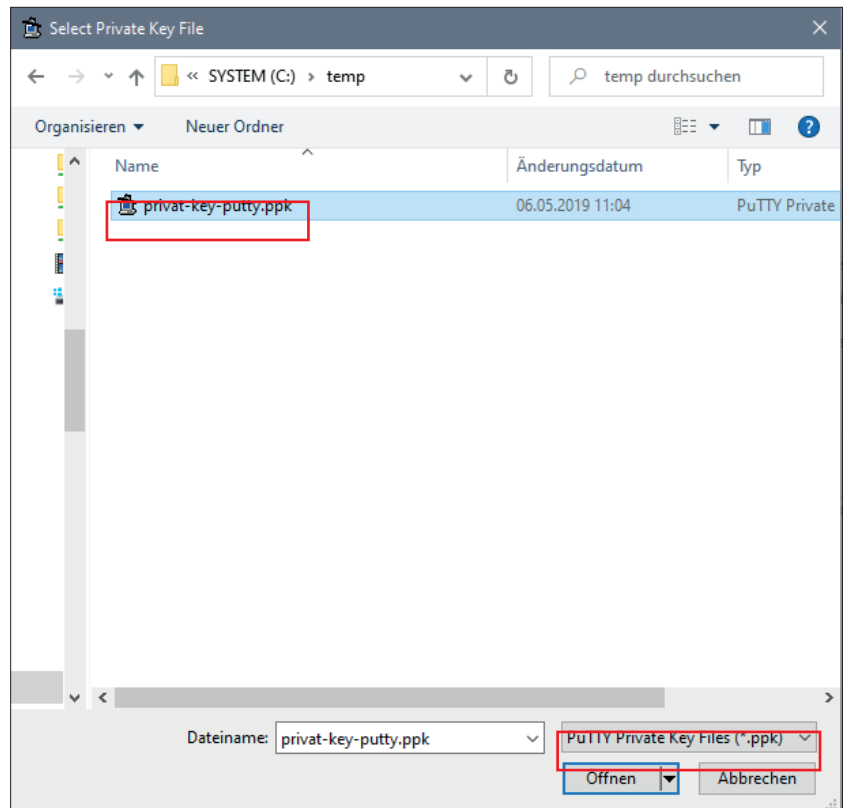 Select Private Key File
« SYSTEM (C:) › temp
temp durchsuchen
Organisieren
Neuer Ordner
Name
Änderungsdatum
Typ
privat-key-putty.ppk
06.05.2019 11:04
PuTTY Private
Dateiname:
privat-key-putty.ppk
PuTTY Private Key Files (*.ppk)
Öffnen
Abbrechen